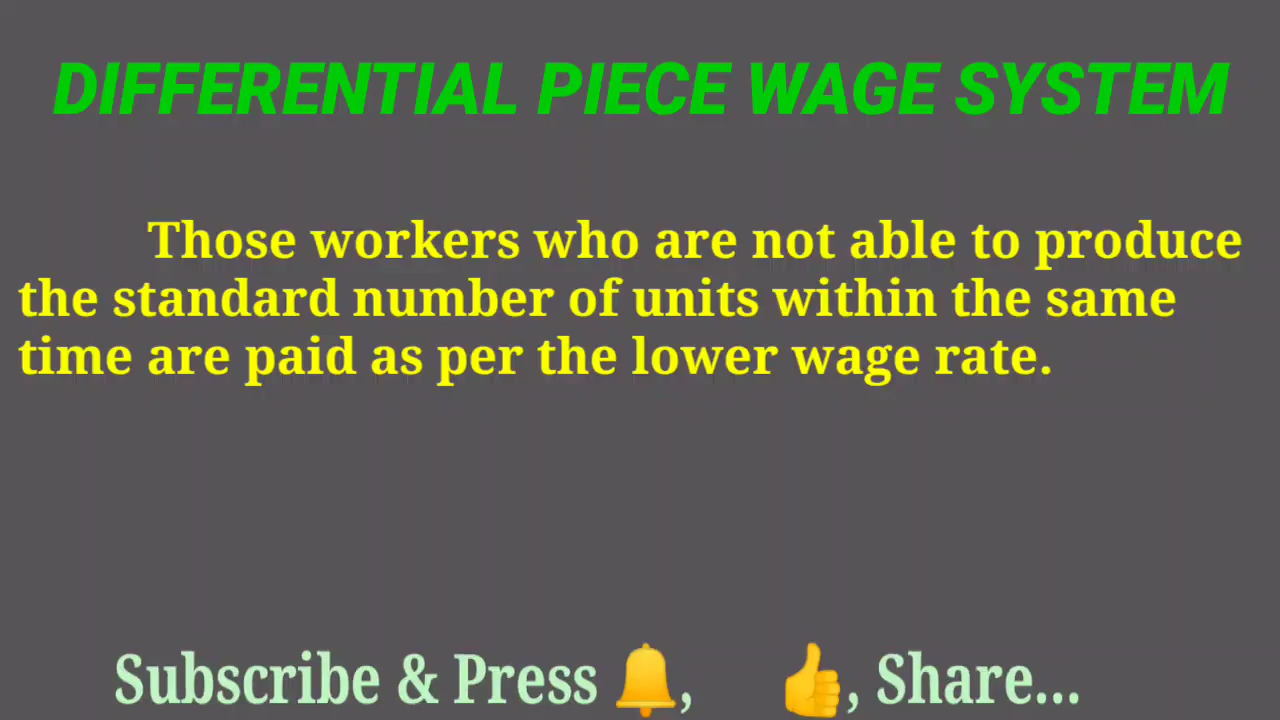 DIFFERENTIAL PIECE WAGE SYSTEM
Those workers who are not able to produce
the standard number of units within the same
time are paid as per the lower wage rate.
Subscribe & Press 🔔, 👍, Share...